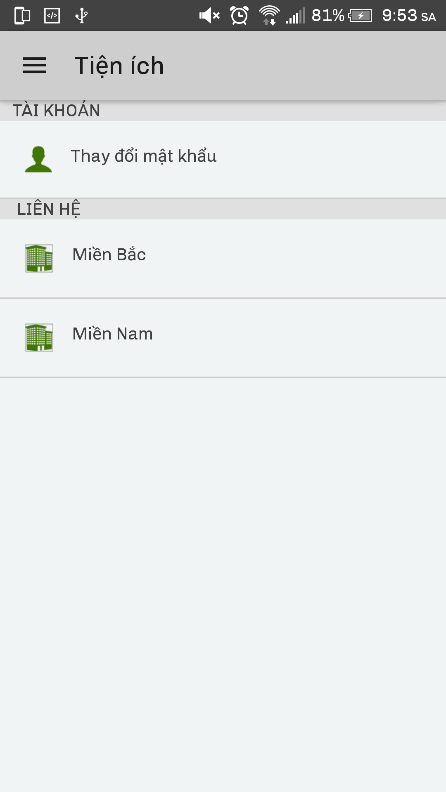 81% 9:53 SA
Tiện ích
TÀI KHOẢN
Thay đổi mật khẩu
LIÊN HỆ
Miền Bắc
Miền Nam